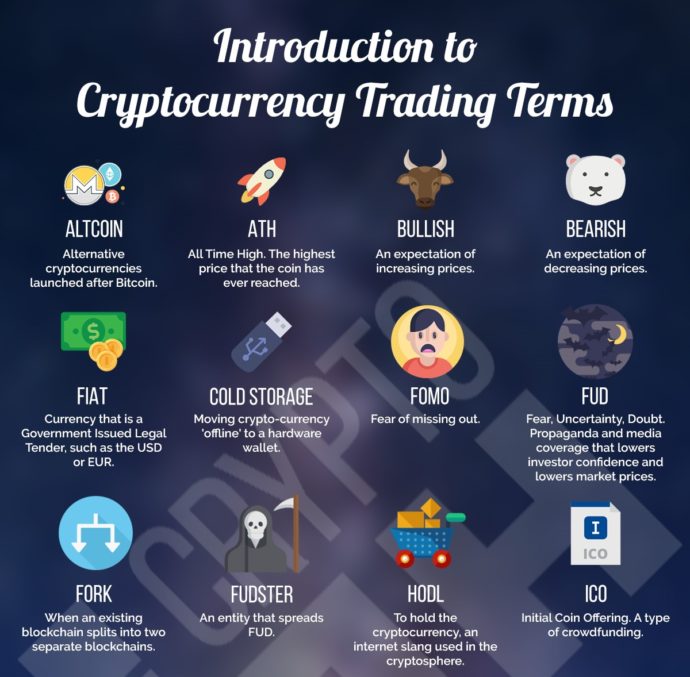 Introduction to
Cryptocurrency Trading Terms
ALTCOIN
Alternative
cryptocurrencies
launched after Bitcoin.
ATH
All Time High. The highest
price that the coin has
ever reached.
BULLISH
An expectation of
increasing prices.
BEARISH
An expectation of
decreasing prices.
FIAT
Currency that is a
Government Issued Legal
Tender, such as the USD
or EUR.
COLD STORAGE
Moving crypto-currency
'offline' to a hardware
wallet.
FOMO
Fear of missing out.
FUD
Fear, Uncertainty, Doubt.
Propaganda and media
coverage that lowers
investor confidence and
lowers market prices.
FORK
When an existing
blockchain splits into two
separate blockchains.
FUDSTER
An entity that spreads
FUD.
HODL
To hold the
cryptocurrency, an
internet slang used in the
cryptosphere.
I
ICO
ICO
Initial Coin Offering. A type
of crowdfunding.
CRYPTO